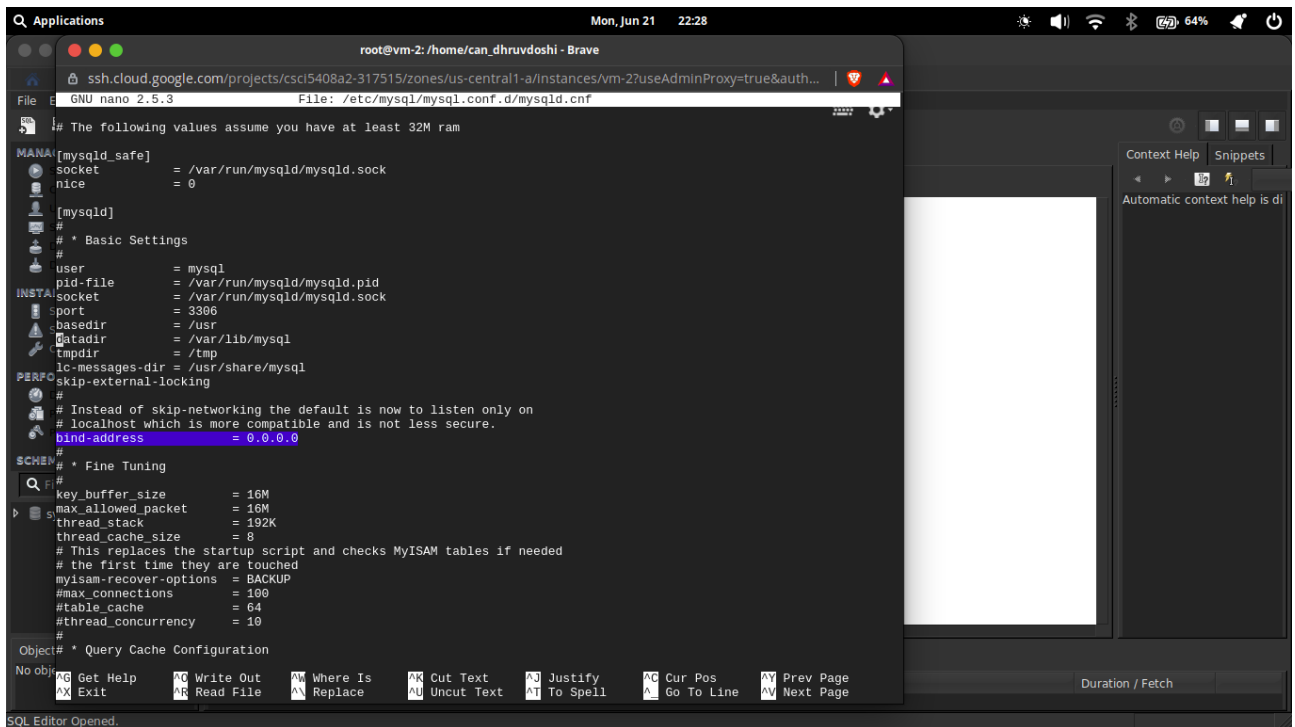 Applications
Mon, Jun 21 22:28
64%
root@vm-2: /home/can_dhruvdoshi - Brave
ssh.cloud.google.com/projects/csci5408a2-317515/zones/us-central1-a/instances/vm-2?useAdminProxy=true&auth...
File
GNU nano 2.5.3 File: /etc/mysql/mysql.conf.d/mysqld.cnf
# The following values assume you have at least 32M ram
[mysqld_safe]
socket = /var/run/mysqld/mysqld.sock
nice = 0
[mysqld]
#
# * Basic Settings
#
user = mysql
pid-file = /var/run/mysqld/mysqld.pid
socket = /var/run/mysqld/mysqld.sock
port = 3306
basedir = /usr
datadir = /var/lib/mysql
tmpdir = /tmp
lc-messages-dir = /usr/share/mysql
skip-external-locking
#
# Instead of skip-networking the default is now to listen only on
# localhost which is more compatible and is not less secure.
bind-address = 0.0.0.0
#
# * Fine Tuning
#
key_buffer_size = 16M
max_allowed_packet = 16M
thread_stack = 192K
thread_cache_size = 8
# This replaces the startup script and checks MyISAM tables if needed
# the first time they are touched
myisam-recover-options = BACKUP
#max_connections = 100
#table_cache = 64
#thread_concurrency = 10
#
# * Query Cache Configuration
^G Get Help ^O Write Out ^W Where Is ^K Cut Text ^J Justify ^C Cur Pos ^Y Prev Page
^X Exit ^R Read File ^\ Replace ^U Uncut Text ^T To Spell ^_ Go To Line ^V Next Page
Context Help Snippets
Automatic context help is di
MANA
INSTA
PERFO
SCHEM
Object
No obje
Duration / Fetch
SQL Editor Opened.